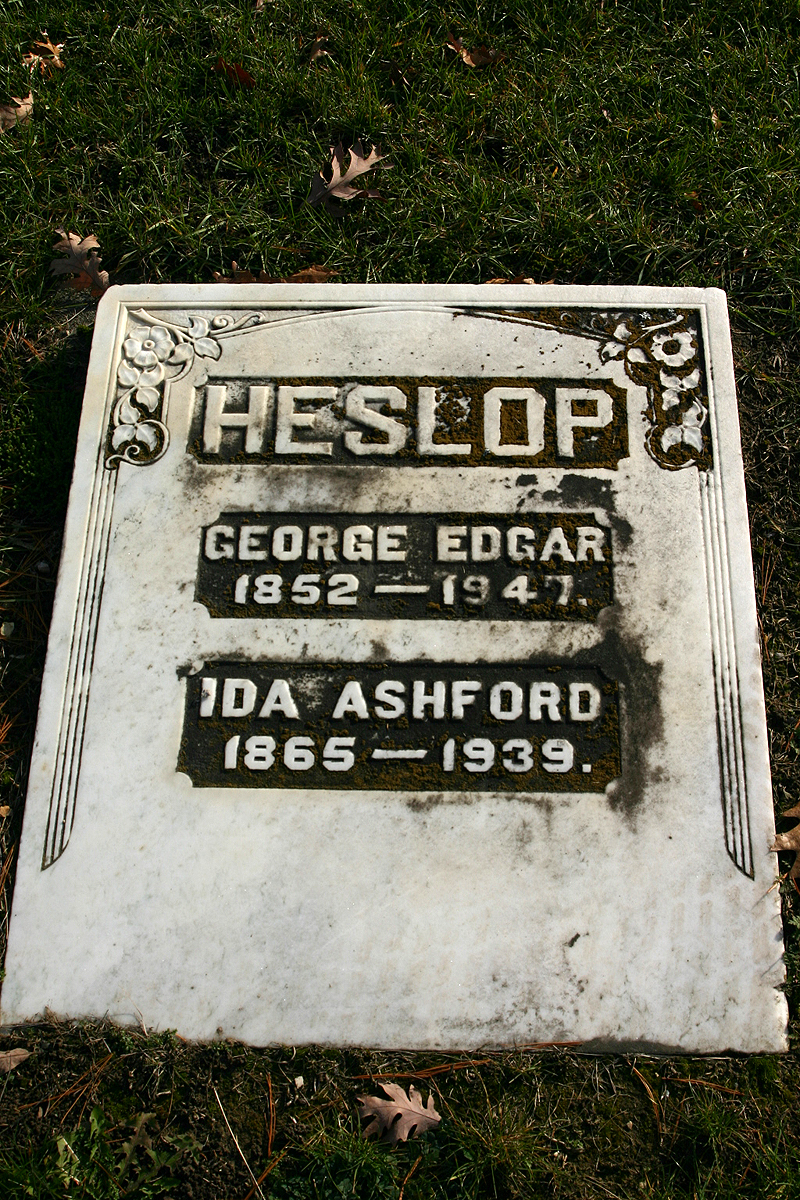 HESLOP
GEORGE EDGAR
1852 — 1947.
IDA ASHFORD
1865 — 1939.